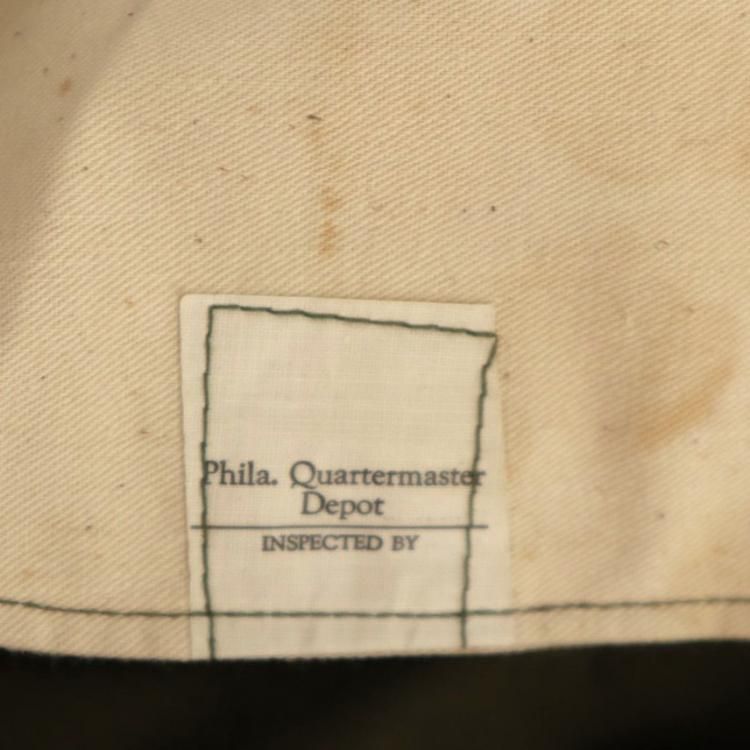 Phila. Quartermaster
Depot
INSPECTED BY